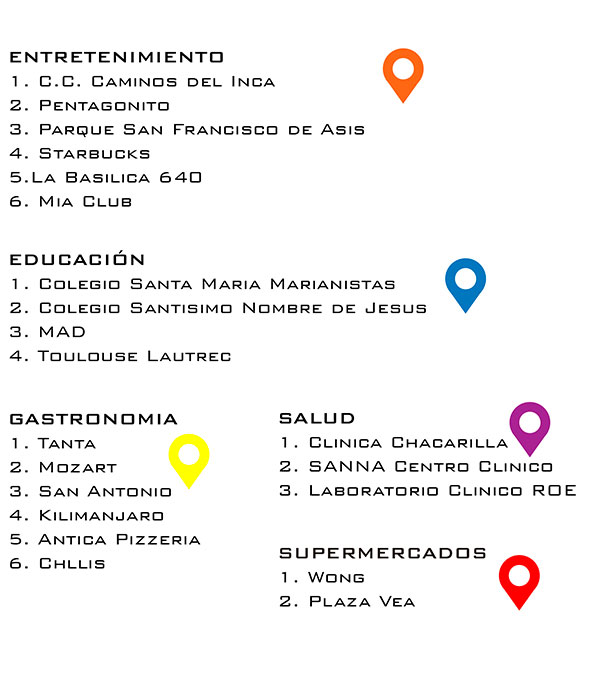 ENTRETENIMIENTO
1. C.C. Caminos del Inca
2. Pentagonito
3. Parque San Francisco de Asis
4. Starbucks
5.La Basilica 640
6. Mia Club
EDUCACIÓN
1. Colegio Santa Maria Marianistas
2. Colegio Santisimo Nombre de Jesus
3. MAD
4. Toulouse Lautrec
GASTRONOMIA
1. Tanta
2. Mozart
3. San Antonio
4. Kilimanjaro
5. Antica Pizzeria
6. Chllis
SALUD
1. Clinica Chacarilla
2. SANNA Centro Clinico
3. Laboratorio Clinico ROE
SUPERMERCADOS
1. Wong
2. Plaza Vea